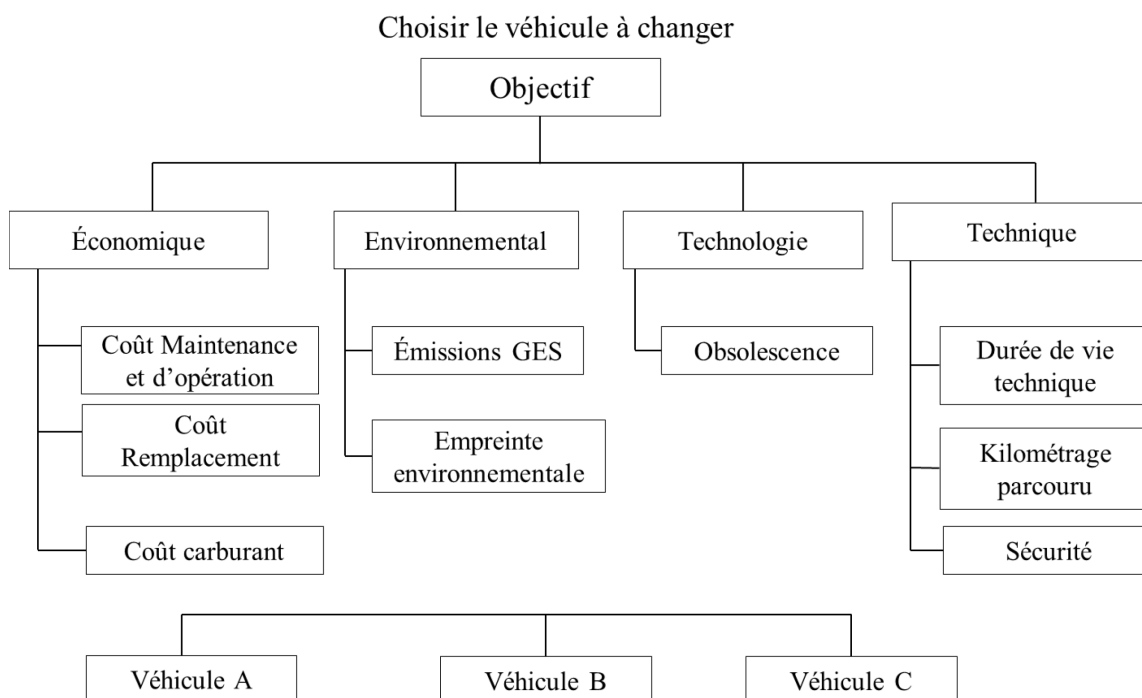 Choisir le véhicule à changer
Objectif
Économique
Environnemental
Technologie
Technique
Coût Maintenance
et d'opération
Coût
Remplacement
Coût carburant
Émissions GES
Empreinte
environnementale
Obsolescence
Durée de vie
technique
Kilométrage
parcouru
Sécurité
Véhicule A
Véhicule B
Véhicule C